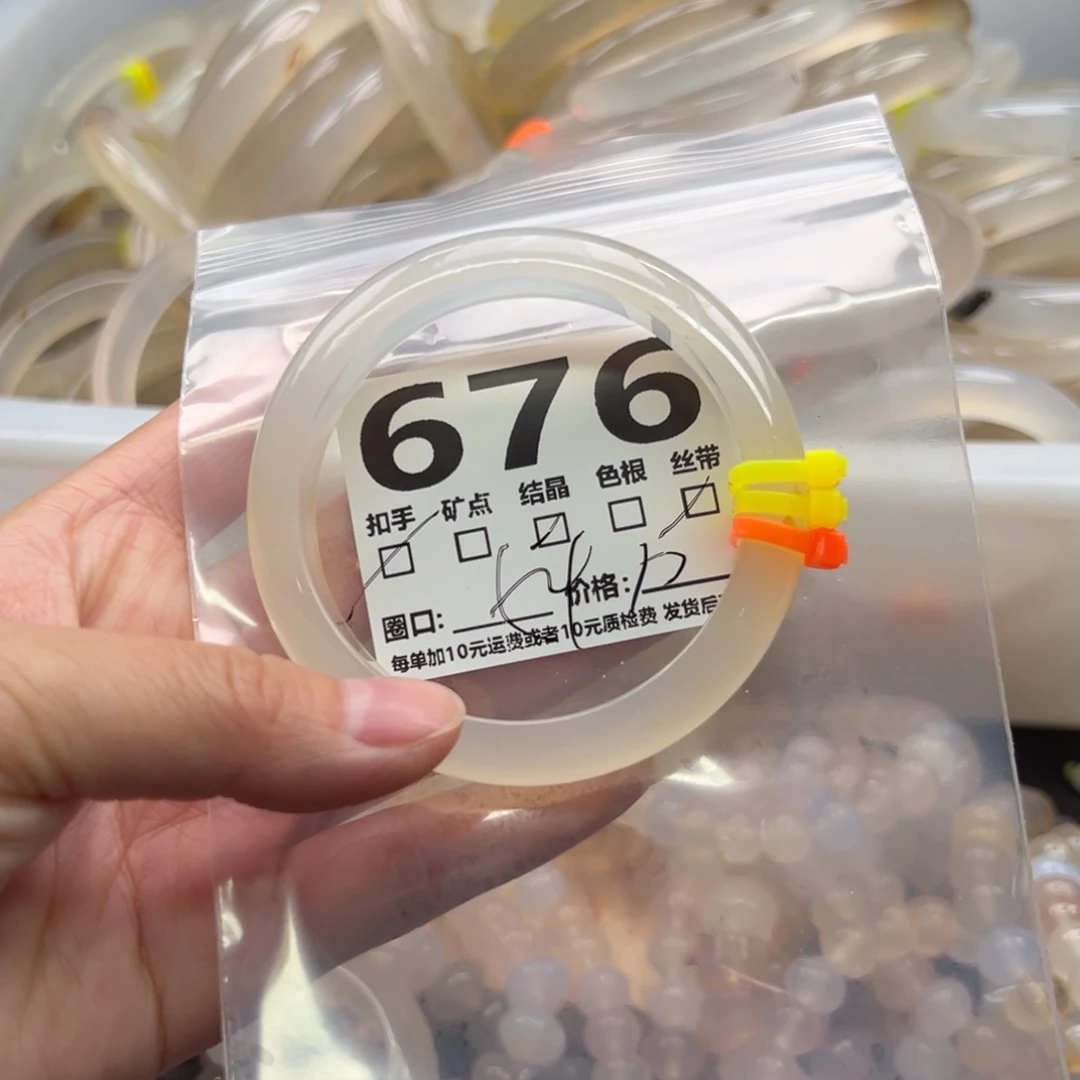 676
扣手 矿点 结晶 色根 丝带
圈口: 价格:
每单加10元运费或者10元质检费 发货后